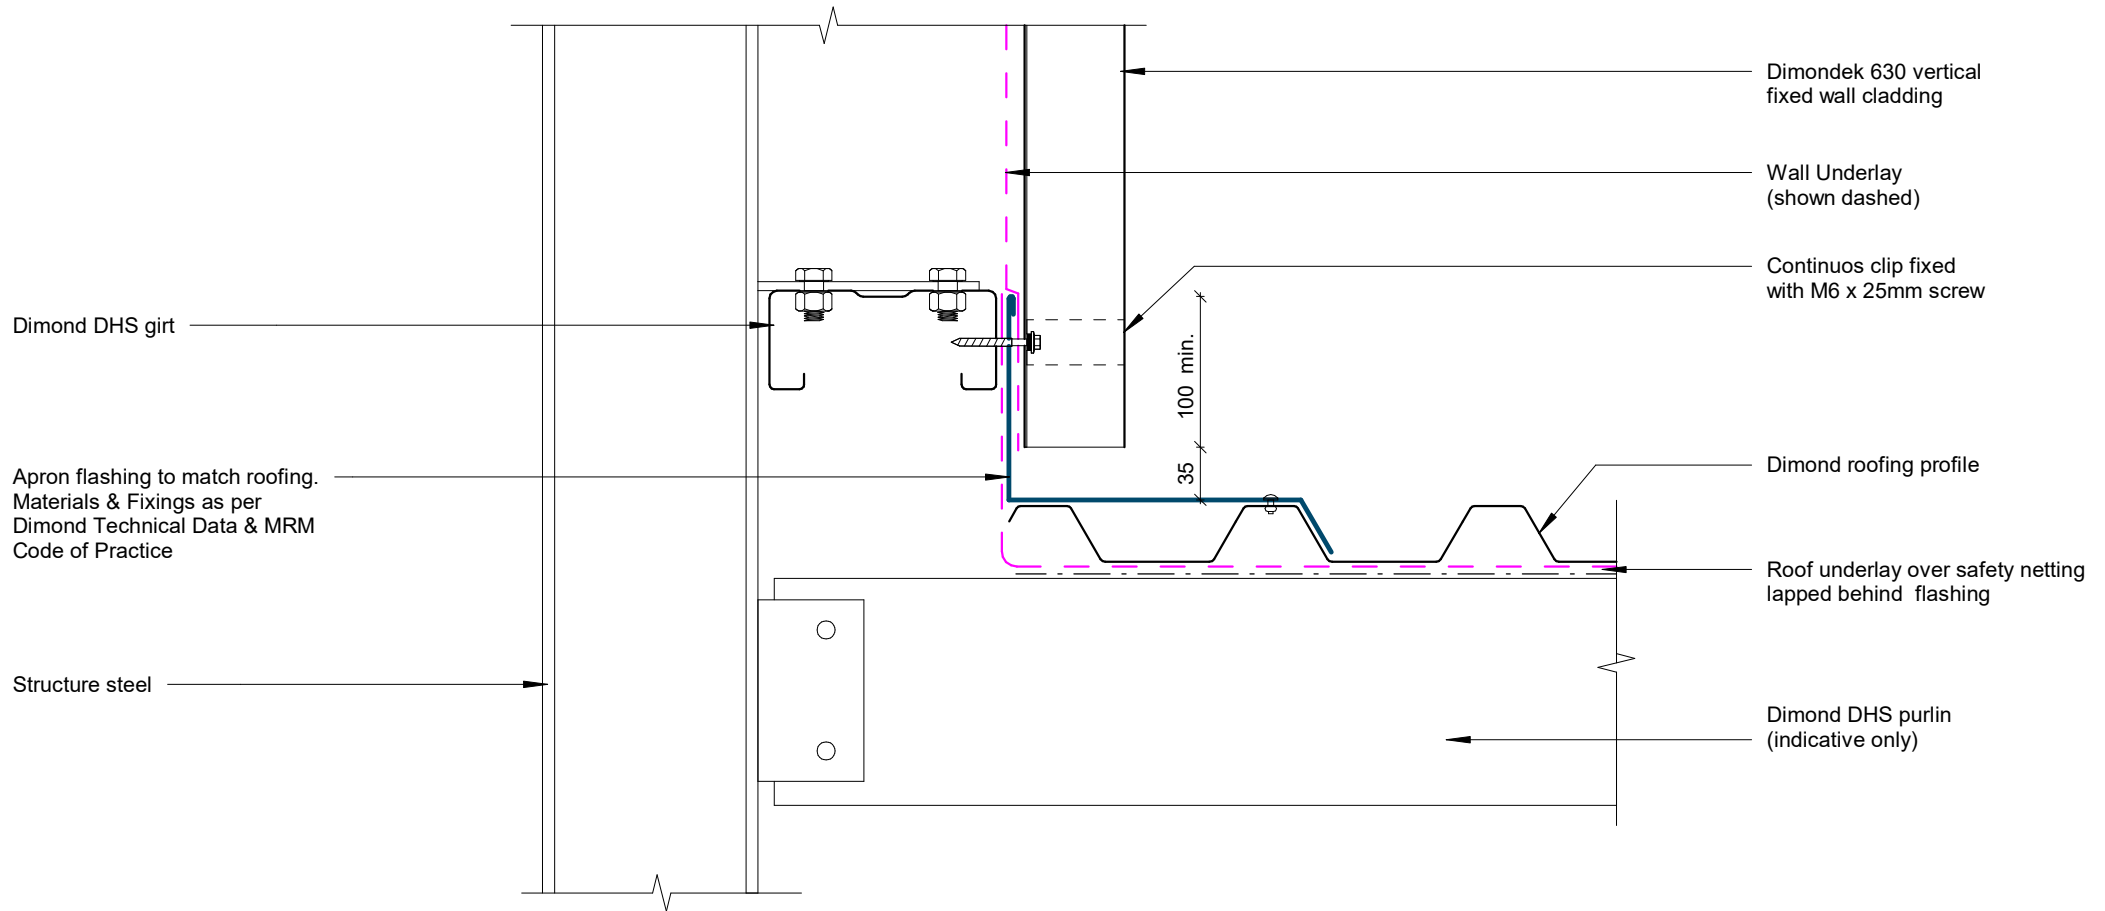 Dimondek 630 vertical
fixed wall cladding
Wall Underlay
(shown dashed)
Continuos clip fixed
with M6 x 25mm screw
Dimond DHS girt
100 min.
35
Apron flashing to match roofing.
Materials & Fixings as per
Dimond Technical Data & MRM
Code of Practice
Dimond roofing profile
Roof underlay over safety netting
lapped behind flashing
Structure steel
Dimond DHS purlin
(indicative only)